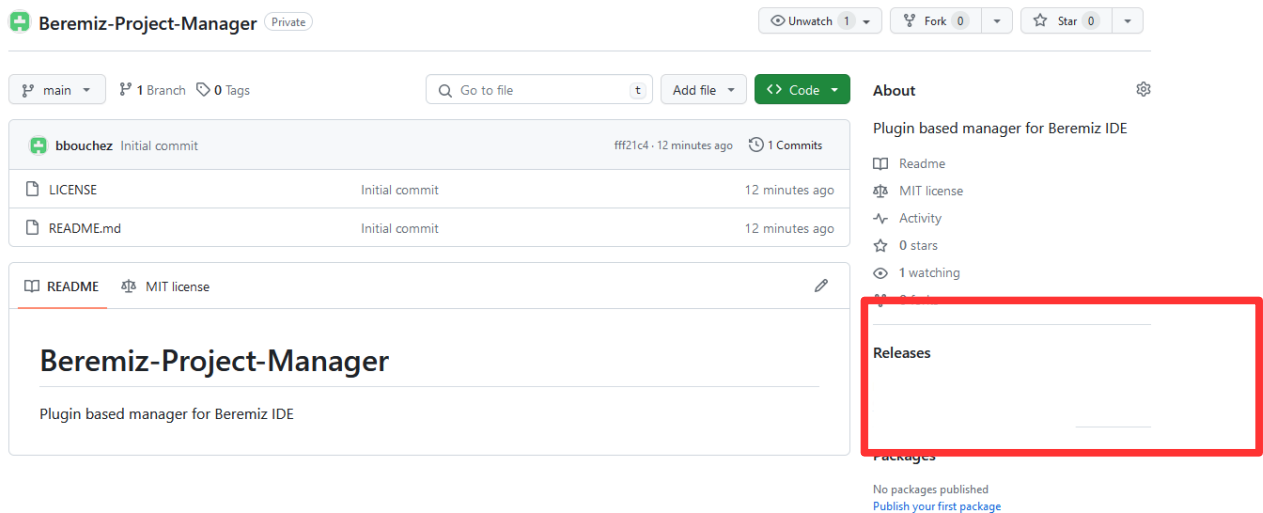 Beremiz-Project-Manager Private
Unwatch 1 Fork 0 Star 0
main 1 Branch 0 Tags Go to file t Add file Code
bbouchez Initial commit fff21c4 · 12 minutes ago 1 Commits
LICENSE Initial commit 12 minutes ago
README.md Initial commit 12 minutes ago
README MIT license
Beremiz-Project-Manager
Plugin based manager for Beremiz IDE
About
Plugin based manager for Beremiz IDE
Readme
MIT license
Activity
0 stars
1 watching
Releases
Packages
No packages published
Publish your first package